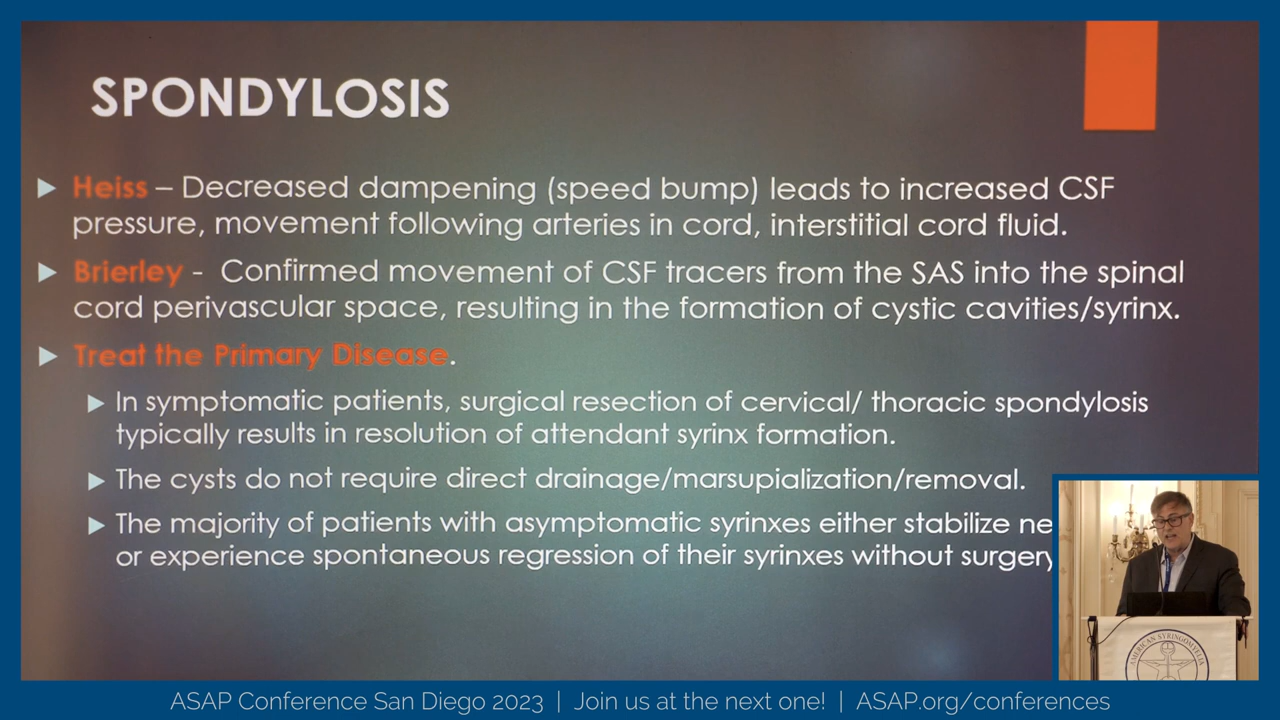 SPONDYLOSIS
Heiss – Decreased dampening (speed bump) leads to increased CSF
pressure, movement following arteries in cord, interstitial cord fluid.
Brierley - Confirmed movement of CSF tracers from the SAS into the spinal
cord perivascular space, resulting in the formation of cystic cavities/syrinx.
Treat the Primary Disease.
In symptomatic patients, surgical resection of cervical/ thoracic spondylosis
typically results in resolution of attendant syrinx formation.
The cysts do not require direct drainage/marsupialization/removal.
The majority of patients with asymptomatic syrinxes either stabilize ne
or experience spontaneous regression of their syrinxes without surgery
AMERICAN SYRINGOMYELIA
ASAP Conference San Diego 2023 | Join us at the next one! | ASAP.org/conferences